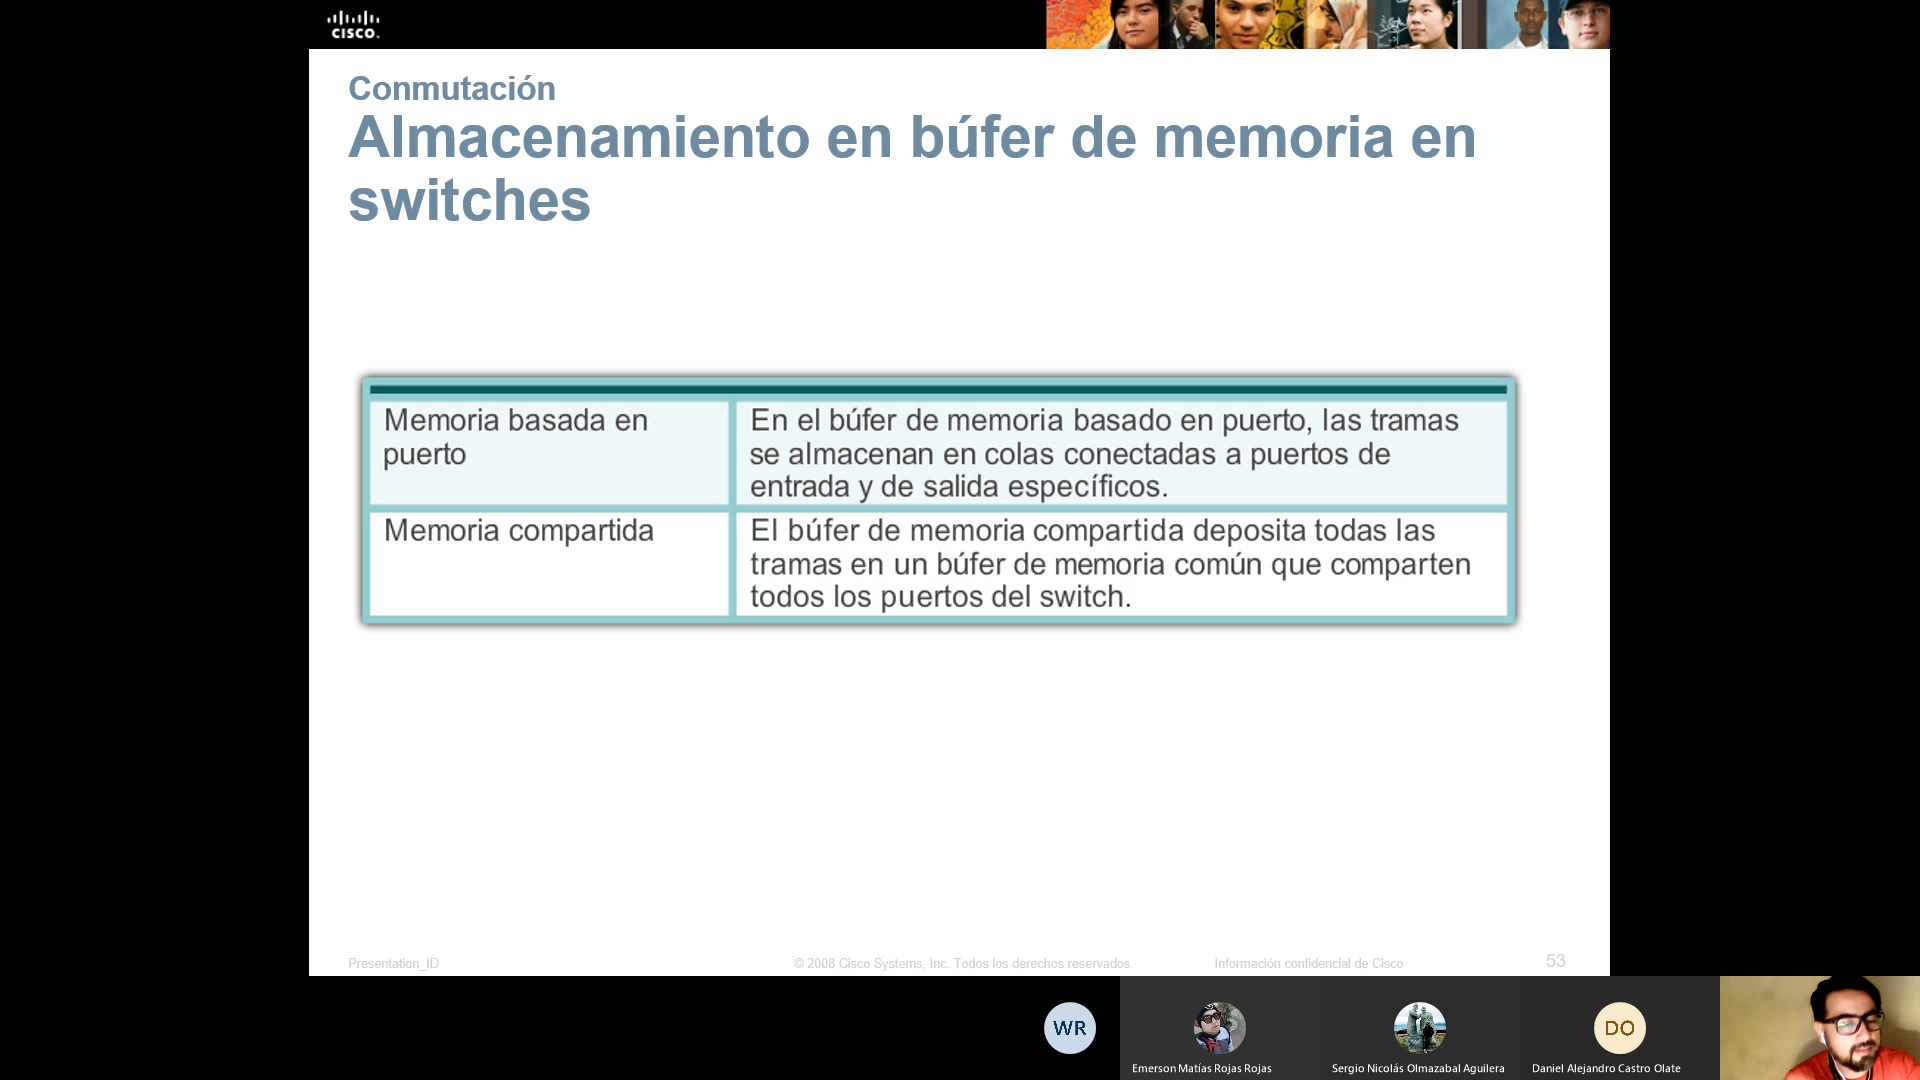 CISCO.
Conmutación
Almacenamiento en búfer de memoria en
switches
Memoria basada en
puerto
En el búfer de memoria basado en puerto, las tramas
se almacenan en colas conectadas a puertos de
entrada y de salida específicos.
Memoria compartida
El búfer de memoria compartida deposita todas las
tramas en un búfer de memoria común que comparten
todos los puertos del switch.
Presentation_ID
© 2008 Cisco Systems, Inc. Todos los derechos reservados.
Información confidencial de Cisco
53
WR
DO
Emerson Matías Rojas Rojas
Sergio Nicolás Olmazabal Aguilera
Daniel Alejandro Castro Olate